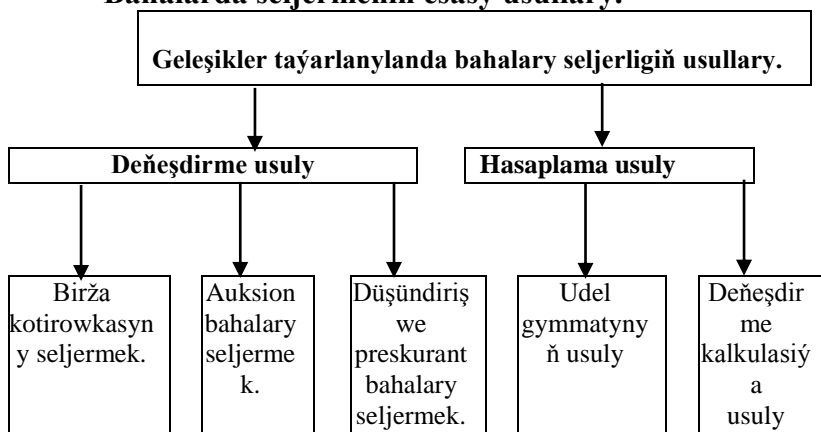 Bahalarda seljermeniň esasy usullary.
Geleşikler taýarlanylanda bahalary seljerligiň usullary.
Deňeşdirme usuly
Hasaplama usuly
Birža
kotirowkasyn
y seljermek.
Auksion
bahalary
seljerme
k.
Düşündiriş
we
preskurant
bahalary
seljermek.
Udel
gymmatyny
ň usuly
Deňeşdir
me
kalkulasiý
a
usuly